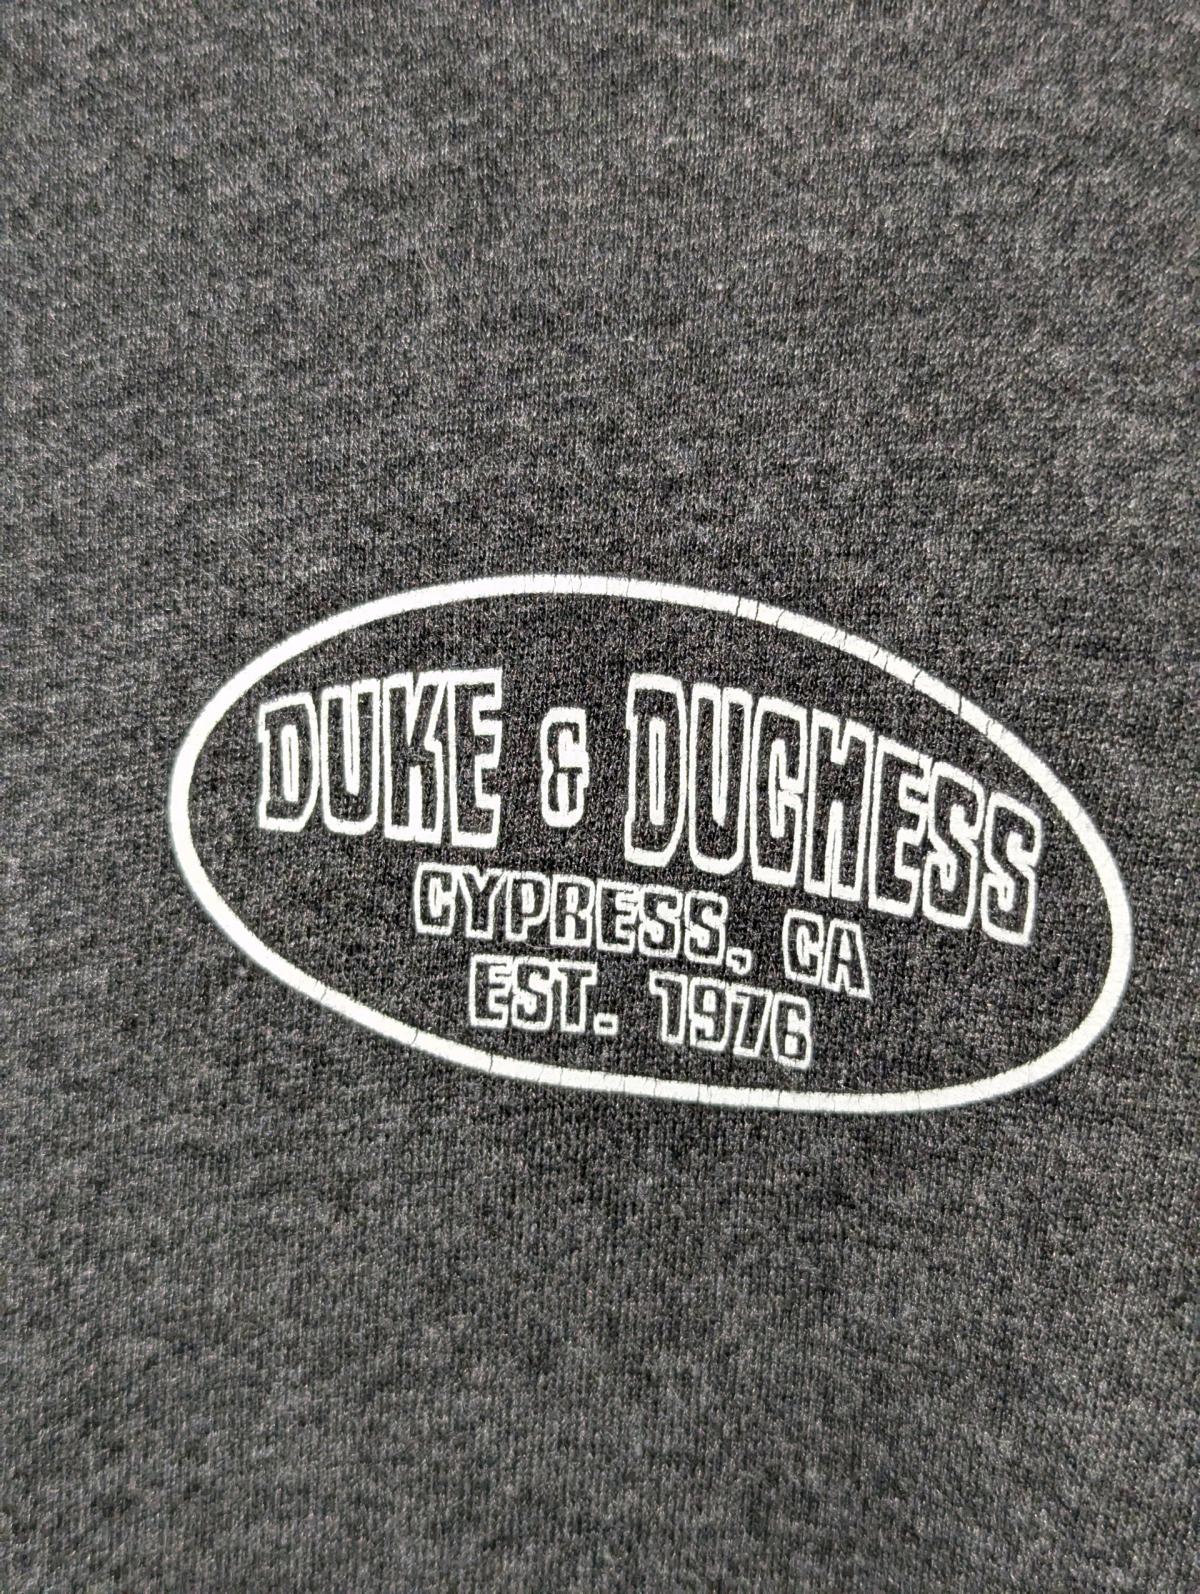 DUKE & DUCHESS
CYPRESS, CA
EST. 1976